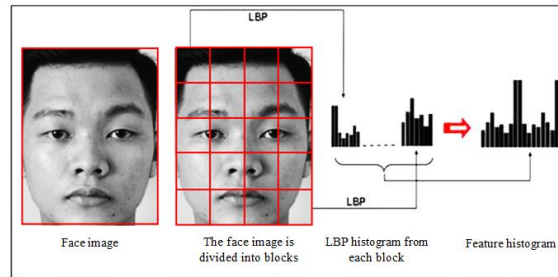 LBP
LBP
Face image
The face image is
divided into blocks
LBP histogram from
each block
Feature histogram